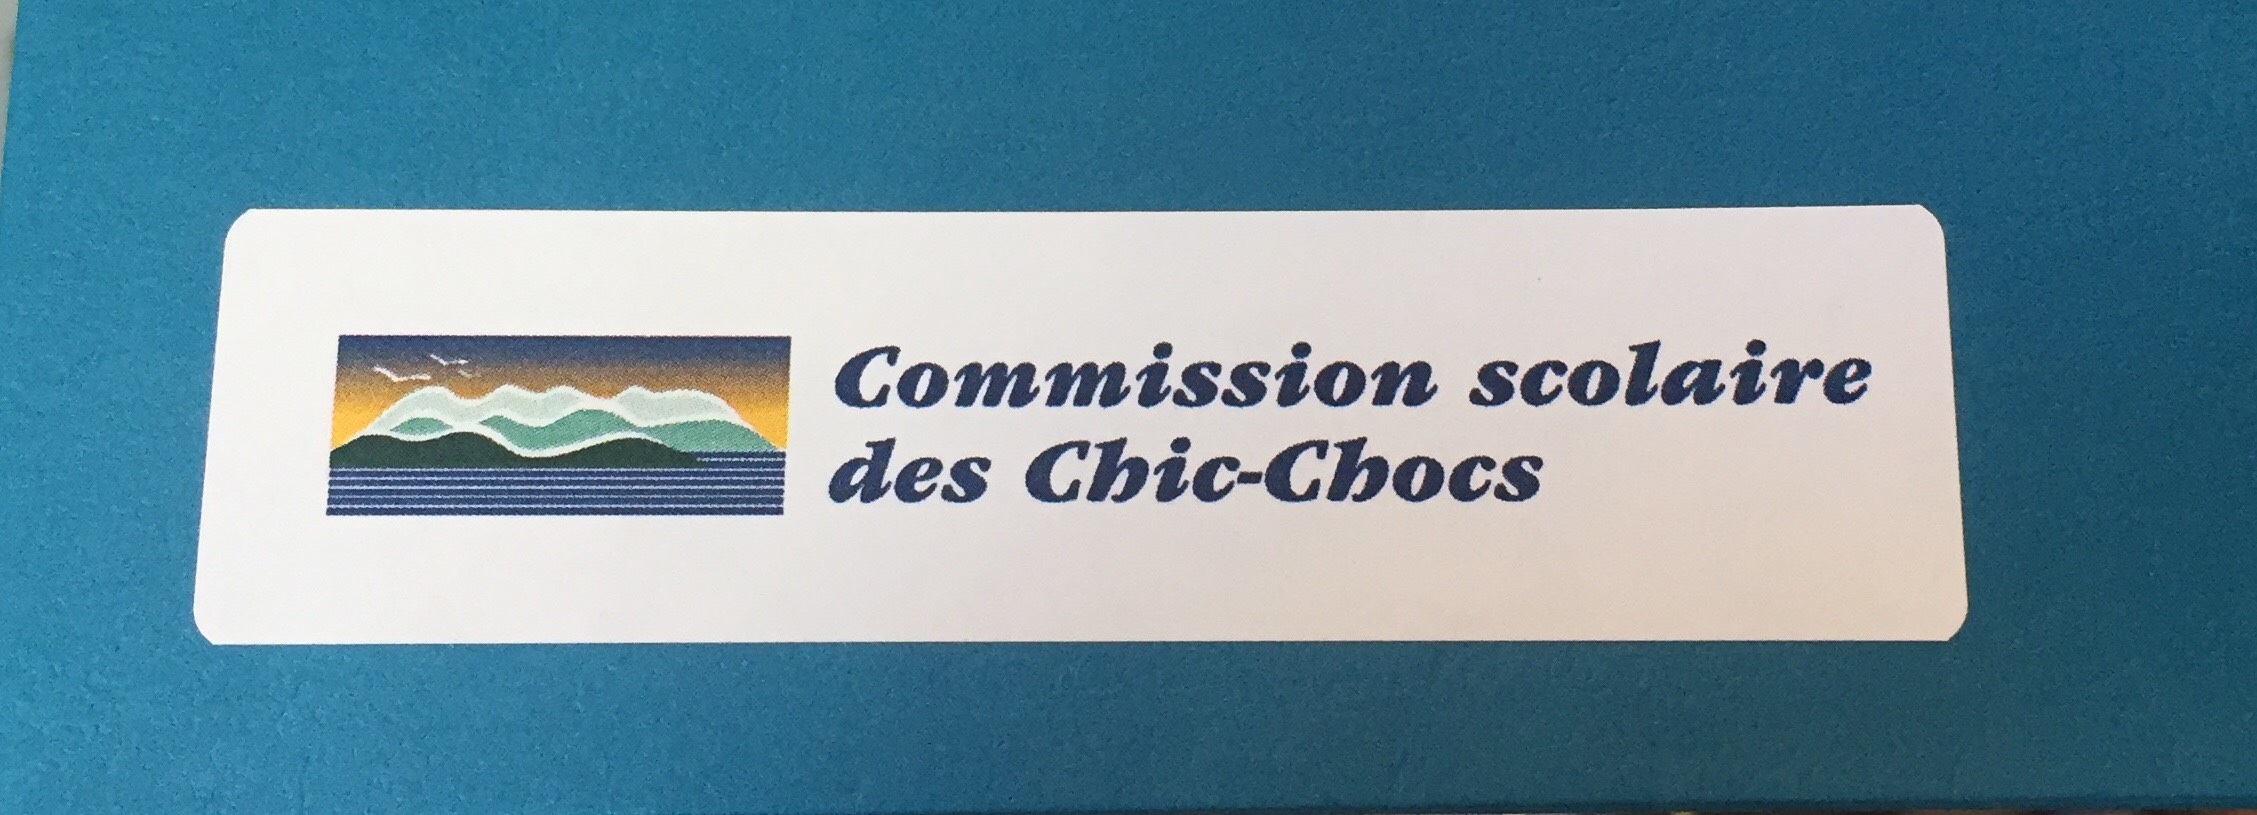 Commission scolaire
des Chic-Chocs